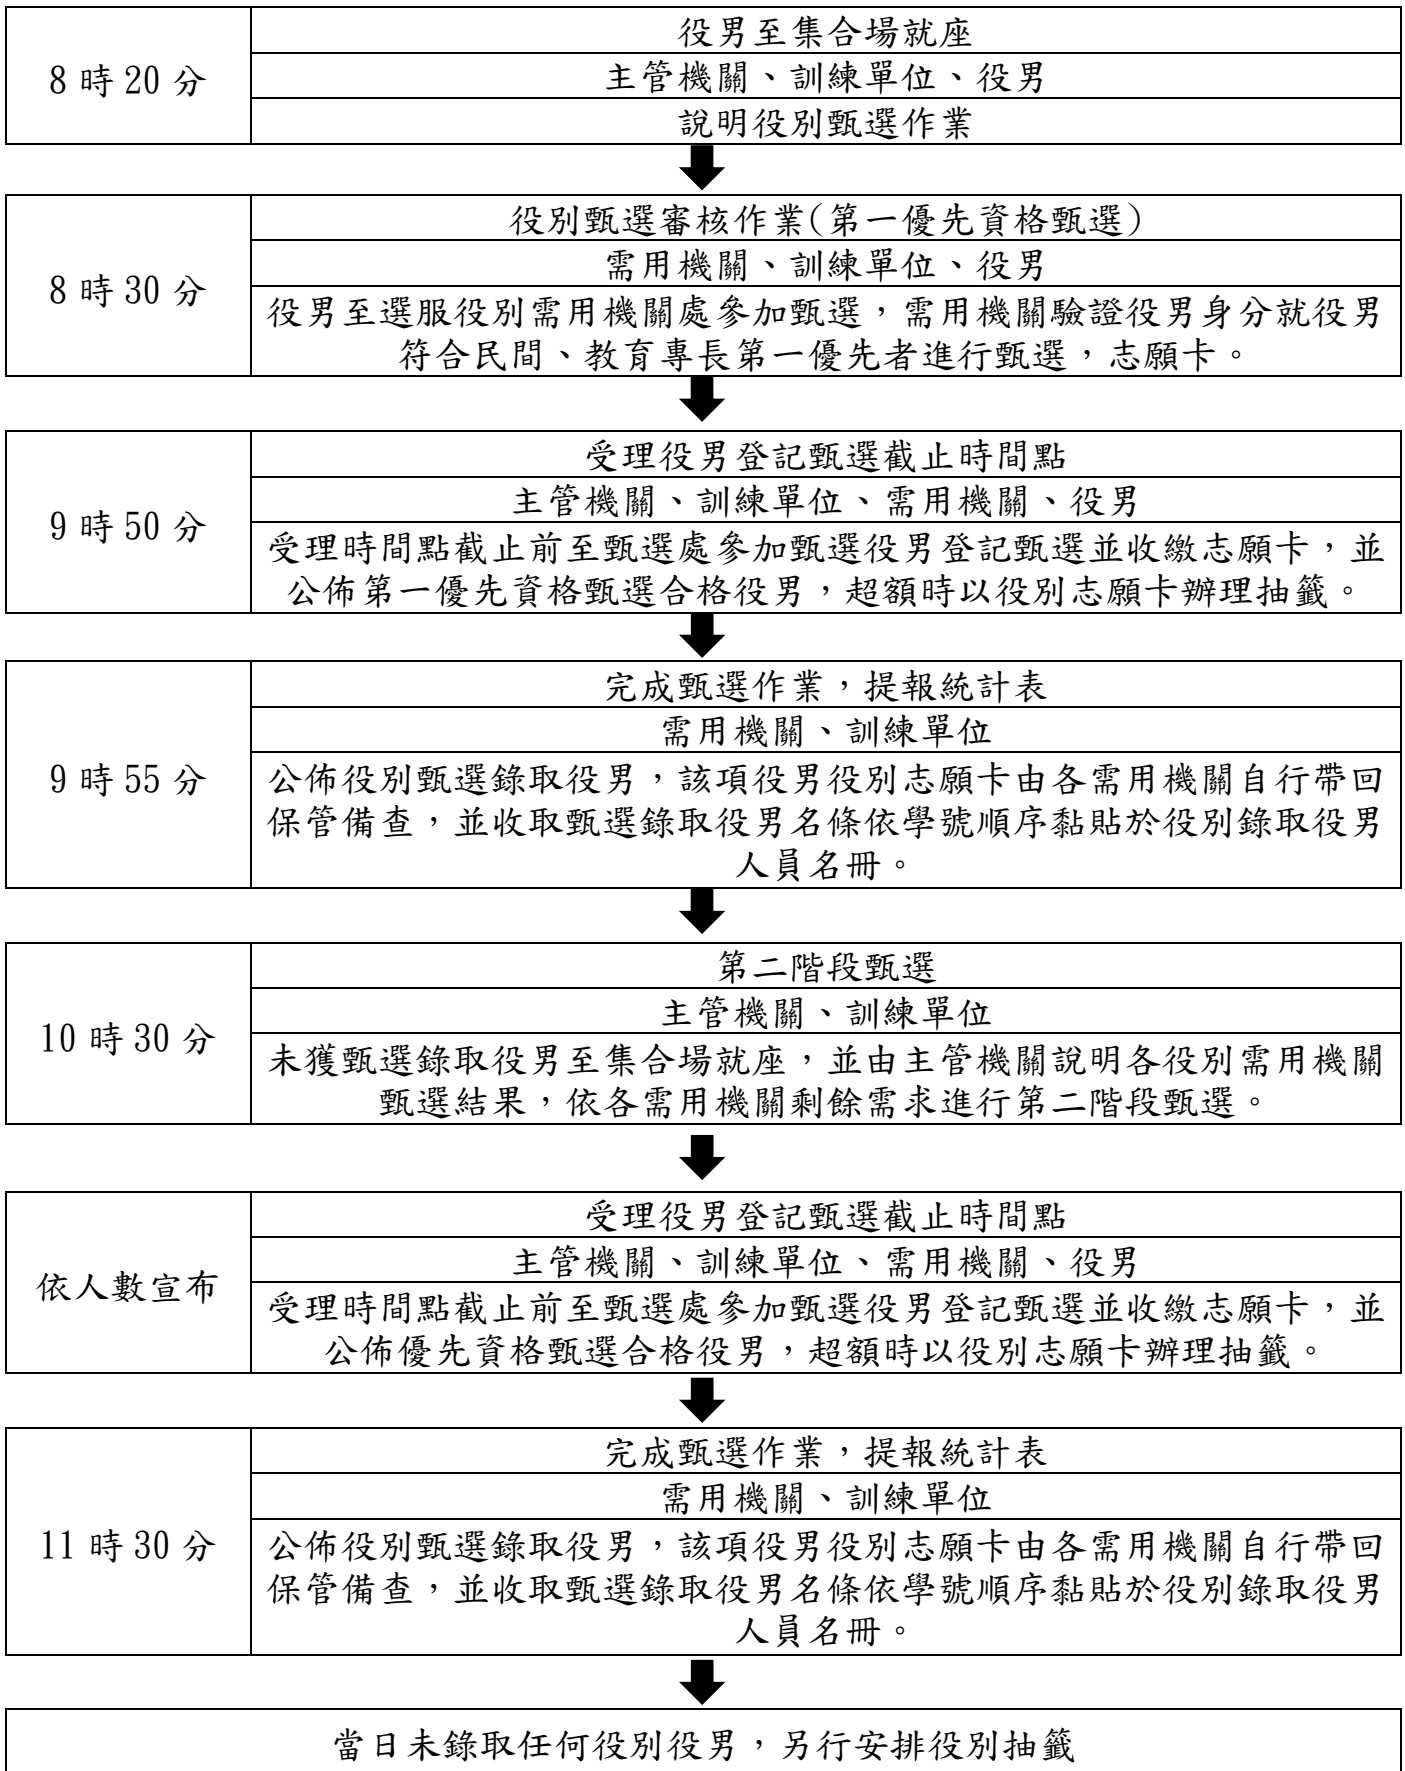 8時20分
役男至集合場就座
主管機關、訓練單位、役男
說明役別甄選作業
8時30分
役別甄選審核作業(第一優先資格甄選)
需用機關、訓練單位、役男
役男至選服役別需用機關處參加甄選，需用機關驗證役男身分就役男
符合民間、教育專長第一優先者進行甄選，志願卡。
9時50分
受理役男登記甄選截止時間點
主管機關、訓練單位、需用機關、役男
受理時間點截止前至甄選處參加甄選役男登記甄選並收繳志願卡，並
公佈第一優先資格甄選合格役男，超額時以役別志願卡辦理抽籤。
9時55分
完成甄選作業，提報統計表
需用機關、訓練單位
公佈役別甄選錄取役男，該項役男役別志願卡由各需用機關自行帶回
保管備查，並收取甄選錄取役男名條依學號順序黏貼於役別錄取役男
人員名冊。
10時30分
第二階段甄選
主管機關、訓練單位
未獲甄選錄取役男至集合場就座，並由主管機關說明各役別需用機關
甄選結果，依各需用機關剩餘需求進行第二階段甄選。
依人數宣布
受理役男登記甄選截止時間點
主管機關、訓練單位、需用機關、役男
受理時間點截止前至甄選處參加甄選役男登記甄選並收繳志願卡，並
公佈優先資格甄選合格役男，超額時以役別志願卡辦理抽籤。
11時30分
完成甄選作業，提報統計表
需用機關、訓練單位
公佈役別甄選錄取役男，該項役男役別志願卡由各需用機關自行帶回
保管備查，並收取甄選錄取役男名條依學號順序黏貼於役別錄取役男
人員名冊。
當日未錄取任何役別役男，另行安排役別抽籤